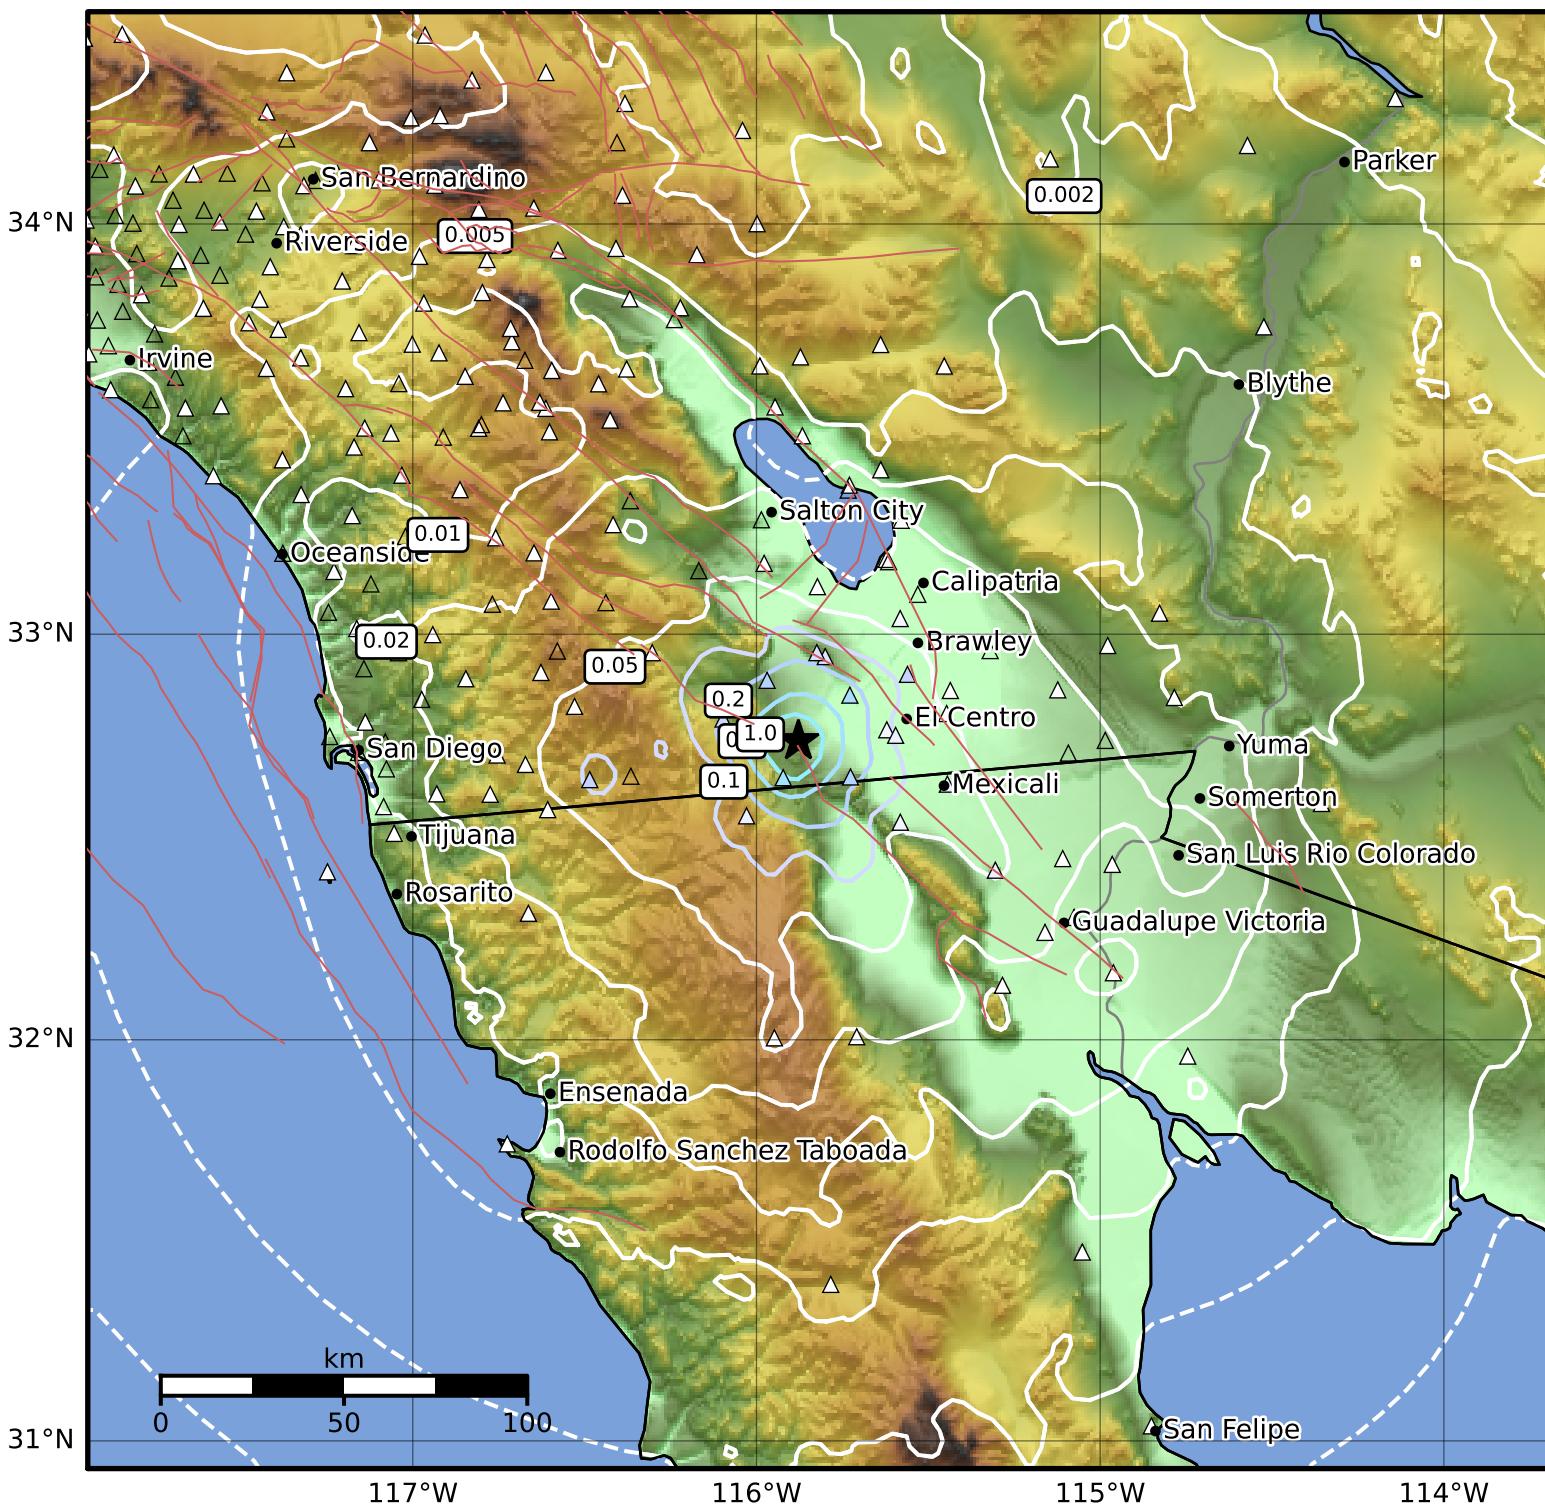 0.002
Parker
San Bernardino
34°N
0.005
Riverside
Irvine
Blythe
Salton City
0.01
Oceanside
Calipatria
33°N
0.02
Brawley
0.05
0.2
El Centro
1.0
San Diego
Yuma
0.1
Mexicali
Somerton
Tijuana
San Luis Rio Colorado
Rosarito
Guadalupe Victoria
32°N
Ensenada
Rodolfo Sanchez Taboada
km
0 50 100
San Felipe
31°N
117°W 116°W 115°W 114°W